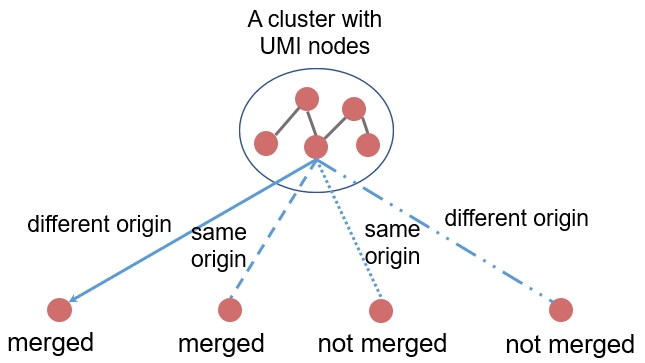 A cluster with
UMI nodes
different origin
same
origin
same
origin
different origin
merged
merged
not merged
not merged